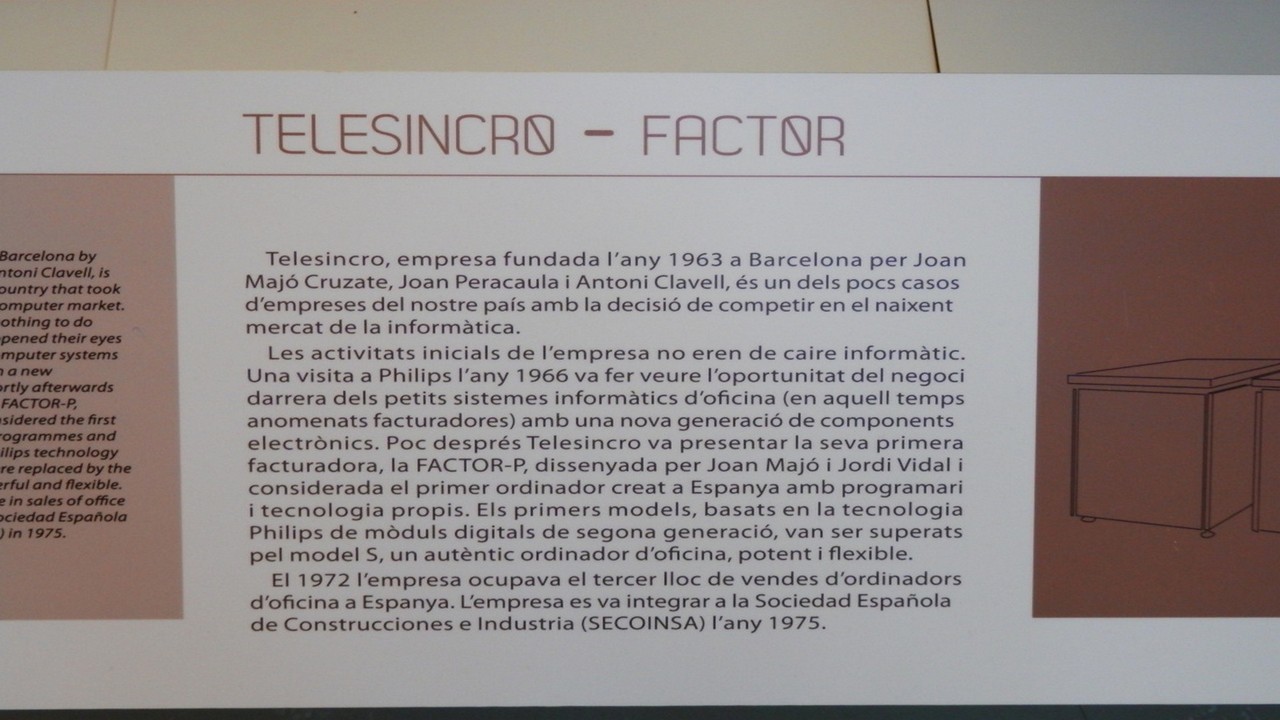 TELESINCRO - FACTOR
Barcelona by
ntoni Clavell, is
ountry that took
omputer market.
othing to do
pened their eyes
mputer systems
n a new
ortly afterwards
FACTOR-P,
nsidered the first
rogrammes and
ilips technology
re replaced by the
erful and flexible.
e in sales of office
ociedad Española
) in 1975.
Telesincro, empresa fundada l'any 1963 a Barcelona per Joan
Majó Cruzate, Joan Peracaula i Antoni Clavell, és un dels pocs casos
d'empreses del nostre país amb la decisió de competir en el naixent
mercat de la informàtica.
Les activitats inicials de l'empresa no eren de caire informàtic.
Una visita a Philips l'any 1966 va fer veure l'oportunitat del negoci
darrera dels petits sistemes informàtics d'oficina (en aquell temps
anomenats facturadores) amb una nova generació de components
electrònics. Poc després Telesincro va presentar la seva primera
facturadora, la FACTOR-P, dissenyada per Joan Majó i Jordi Vidal i
considerada el primer ordinador creat a Espanya amb programari
i tecnologia propis. Els primers models, basats en la tecnologia
Philips de mòduls digitals de segona generació, van ser superats
pel model S, un autèntic ordinador d'oficina, potent i flexible.
El 1972 l'empresa ocupava el tercer lloc de vendes d'ordinadors
d'oficina a Espanya. L'empresa es va integrar a la Sociedad Española
de Construcciones e Industria (SECOINSA) l'any 1975.